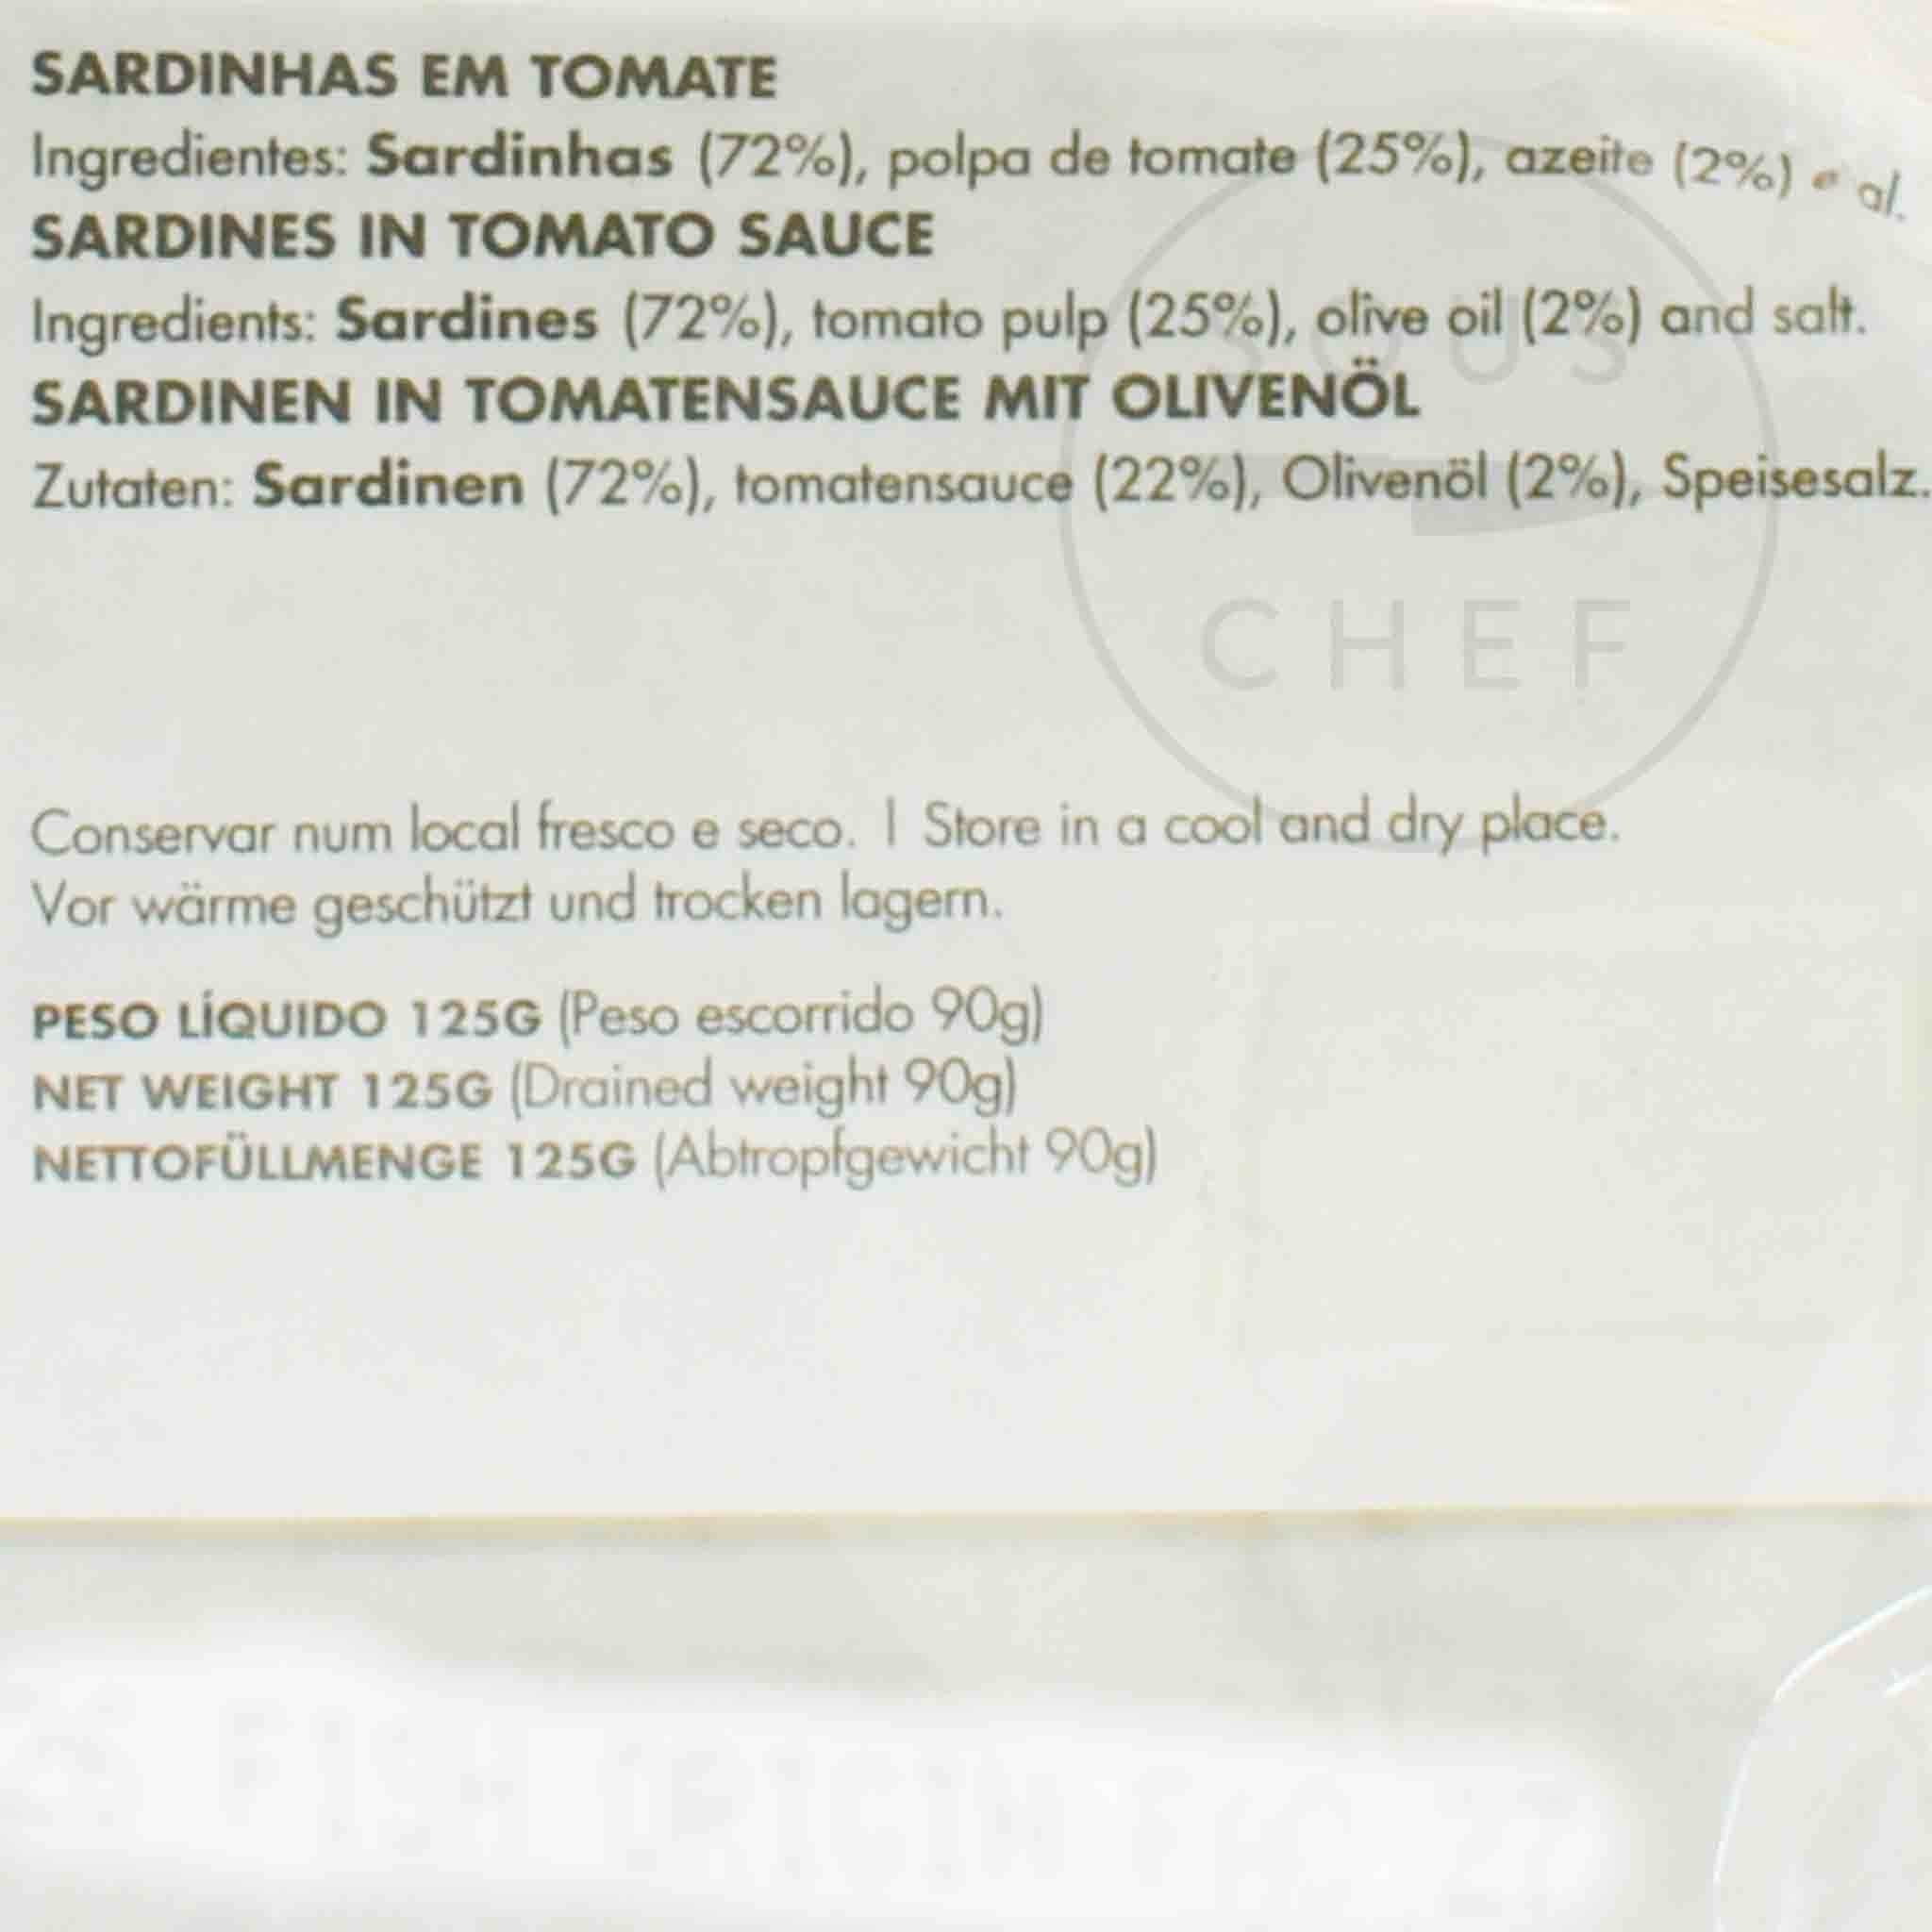 SARDINHAS EM TOMATE
Ingredientes: Sardinhas (72%), polpa de tomate (25%), azeite (2%) e al.
SARDINES IN TOMATO SAUCE
Ingredients: Sardines (72%), tomato pulp (25%), olive oil (2%) and salt.
SARDINEN IN TOMATENSAUCE MIT OLIVENÖL
Zutaten: Sardinen (72%), tomatensauce (22%), Olivenöl (2%), Speisesalz.
SOUS
CHEF
Conservar num local fresco e seco. | Store in a cool and dry place.
Vor wärme geschützt und trocken lagern.
PESO LÍQUIDO 125G (Peso escorrido 90g)
NET WEIGHT 125G (Drained weight 90g)
NETTOFÜLLMENGE 125G (Abtropfgewicht 90g)